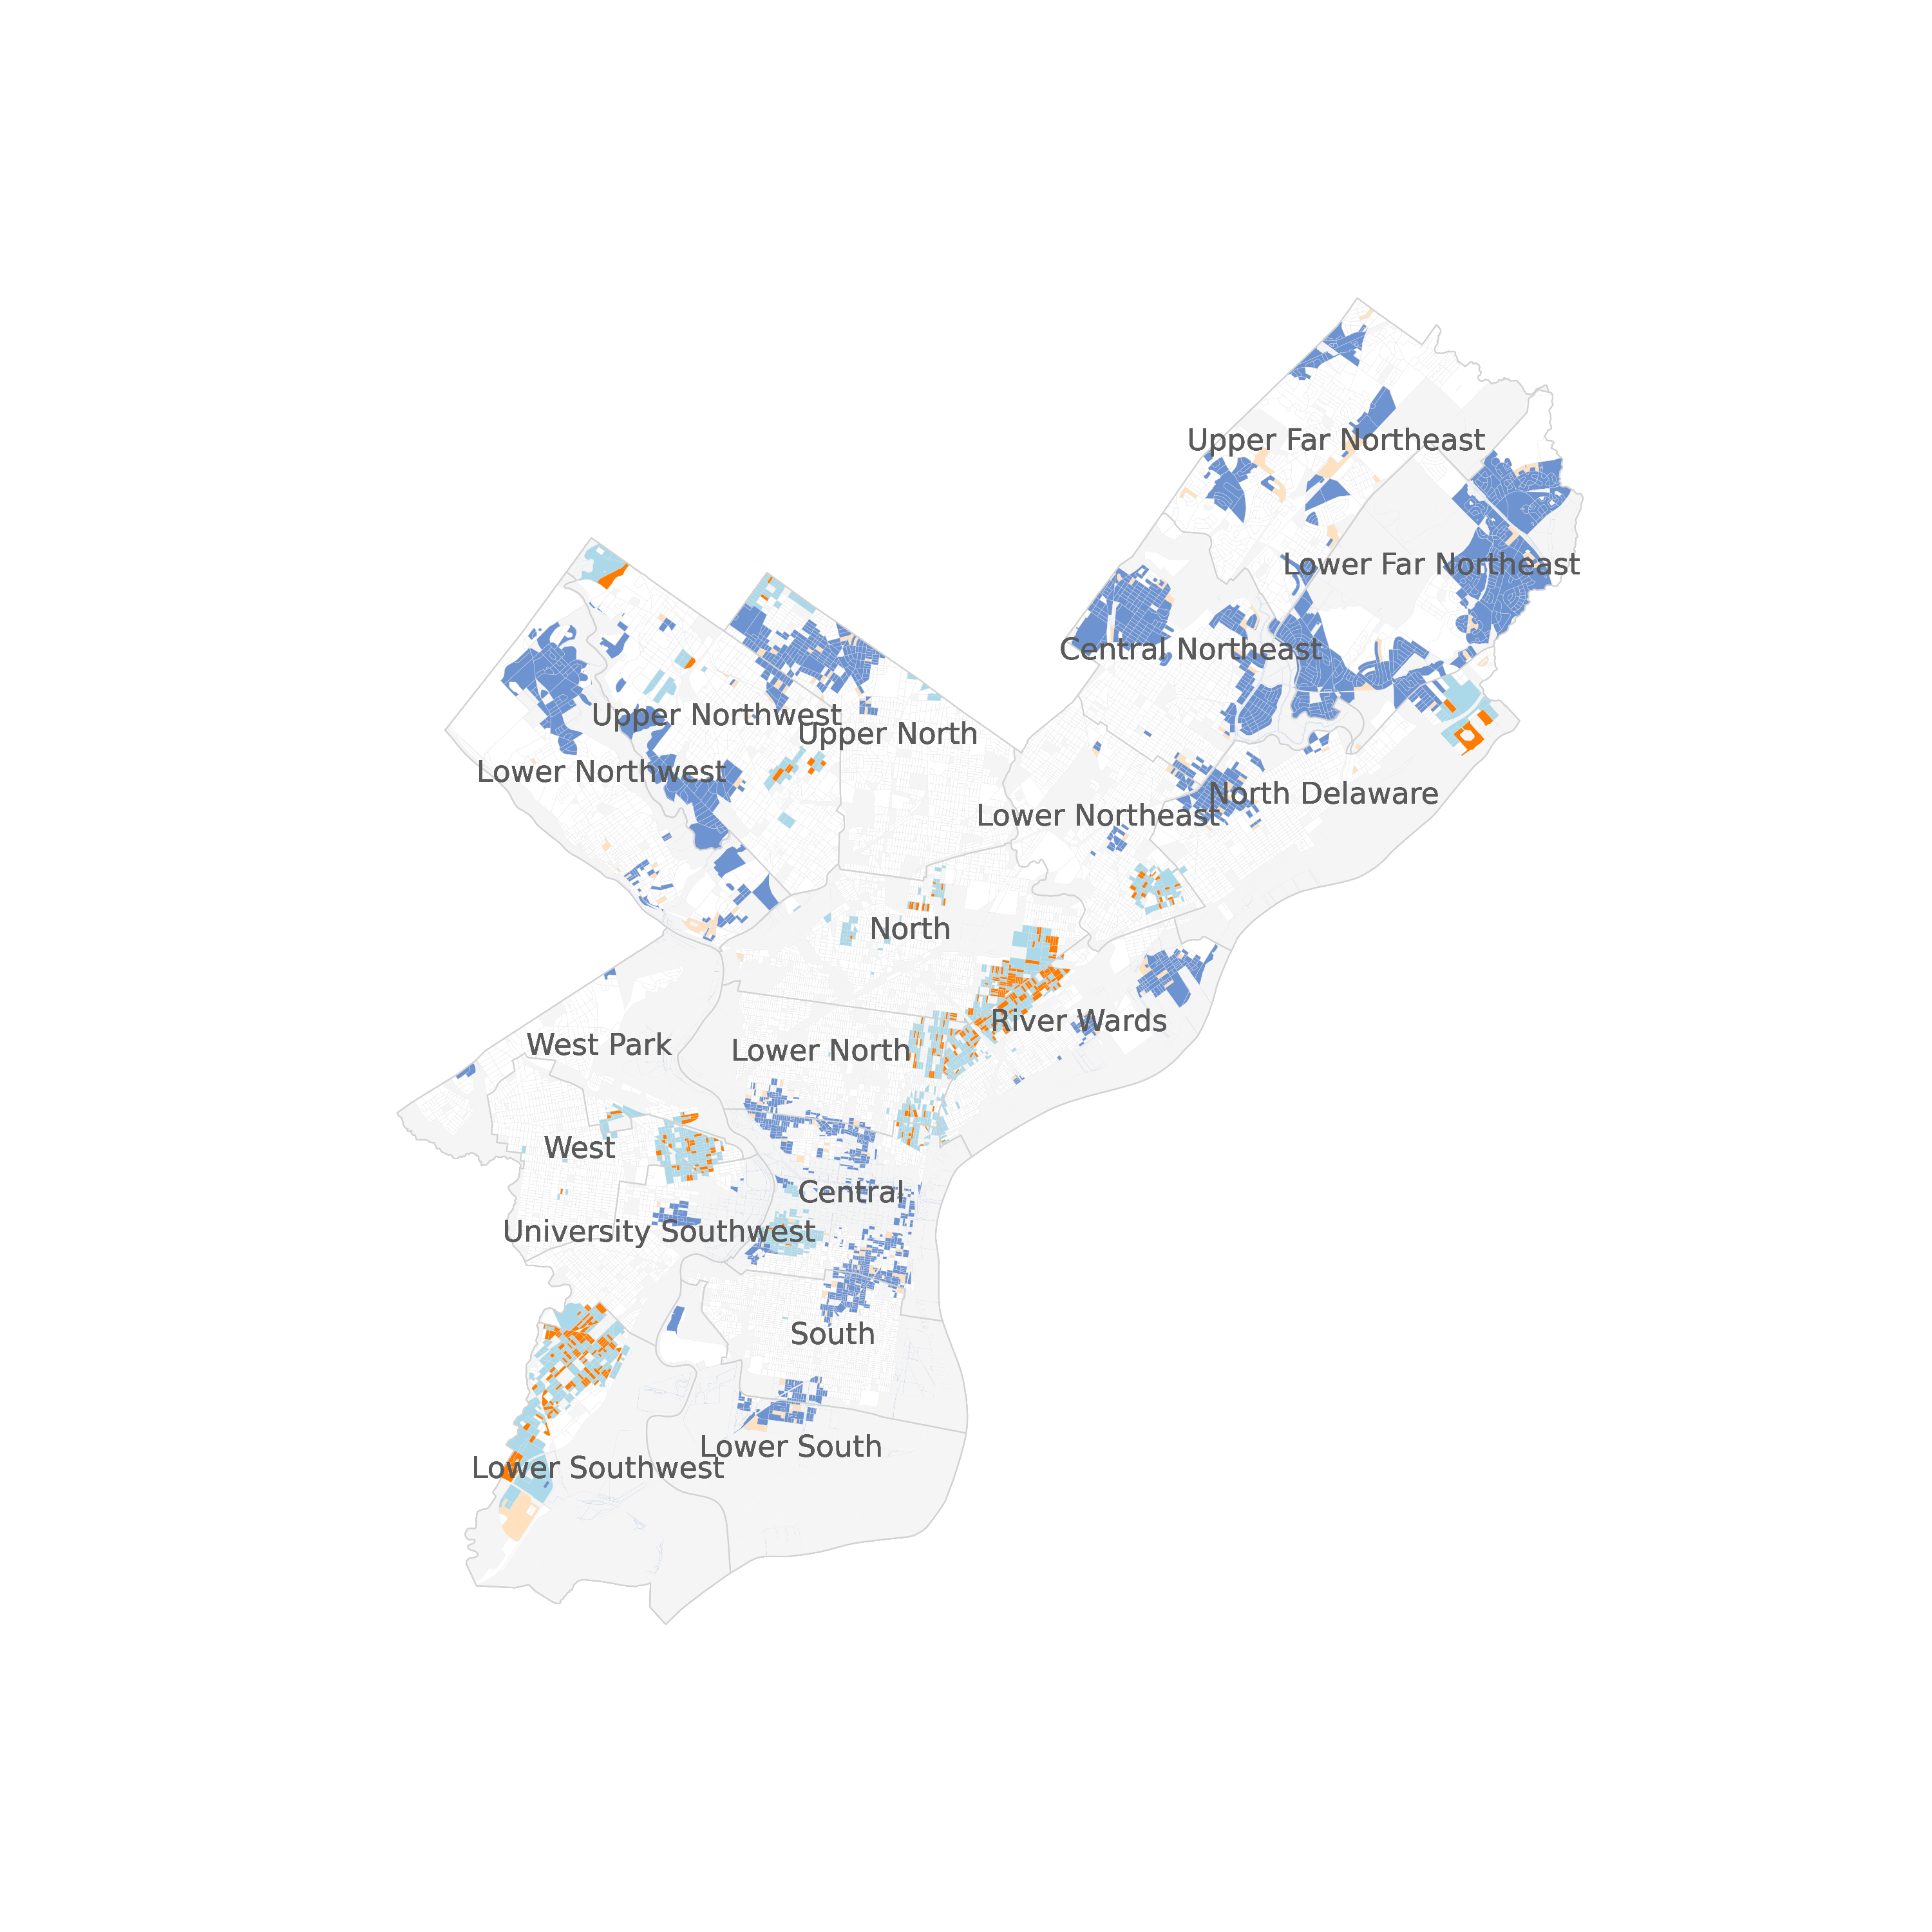 Upper Far Northeast
Lower Far Northeast
Central Northeast
Upper Northwest
Upper North
Lower Northwest
North Delaware
Lower Northeast
North
River Wards
West Park
Lower North
West
Central
University Southwest
South
Lower South
Lower Southwest